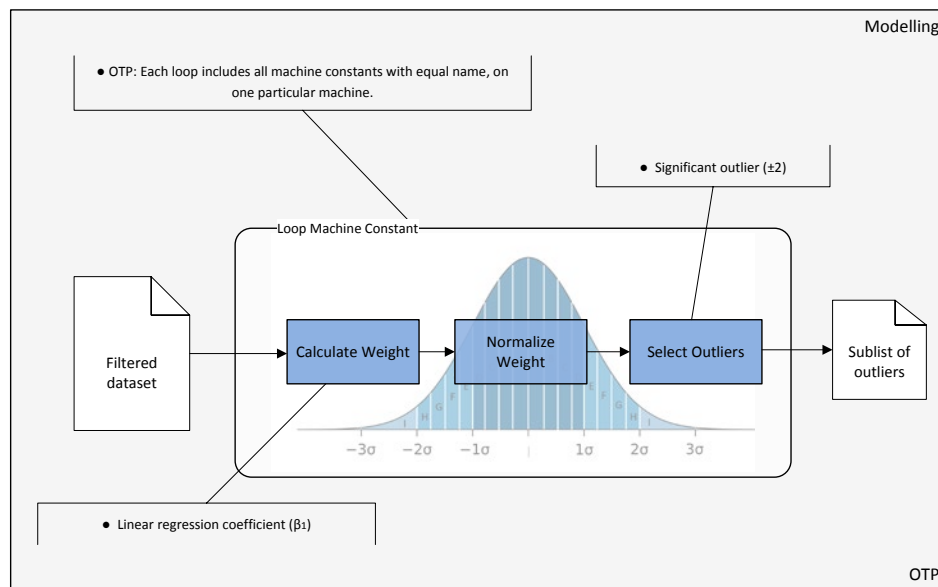 Modelling
● OTP: Each loop includes all machine constants with equal name, on
one particular machine.
● Significant outlier (±2)
Loop Machine Constant
Filtered
dataset
Calculate Weight
Normalize
Weight
Select Outliers
Sublist of
outliers
I H G F E E F G H I
−3σ −2σ −1σ 1σ 2σ 3σ
● Linear regression coefficient (β1)
OTP